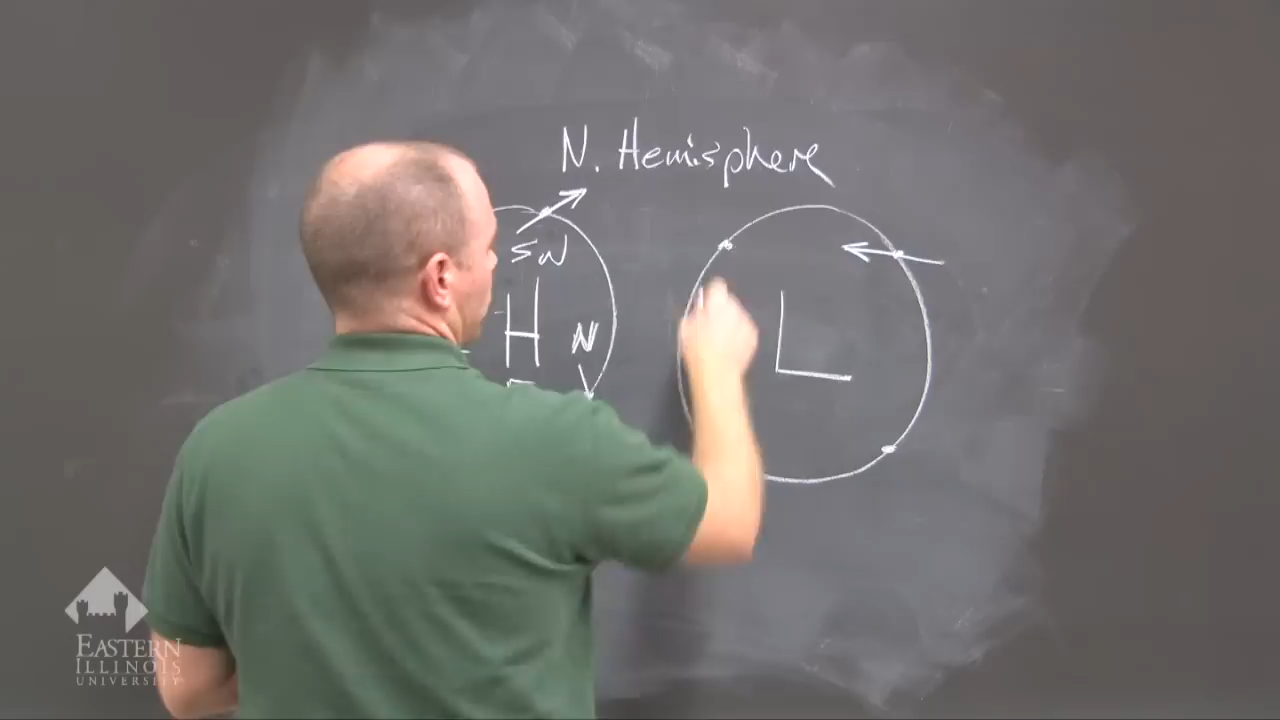 N. Hemisphere
SW
H
N
L
EASTERN
ILLINOIS
UNIVERSITY